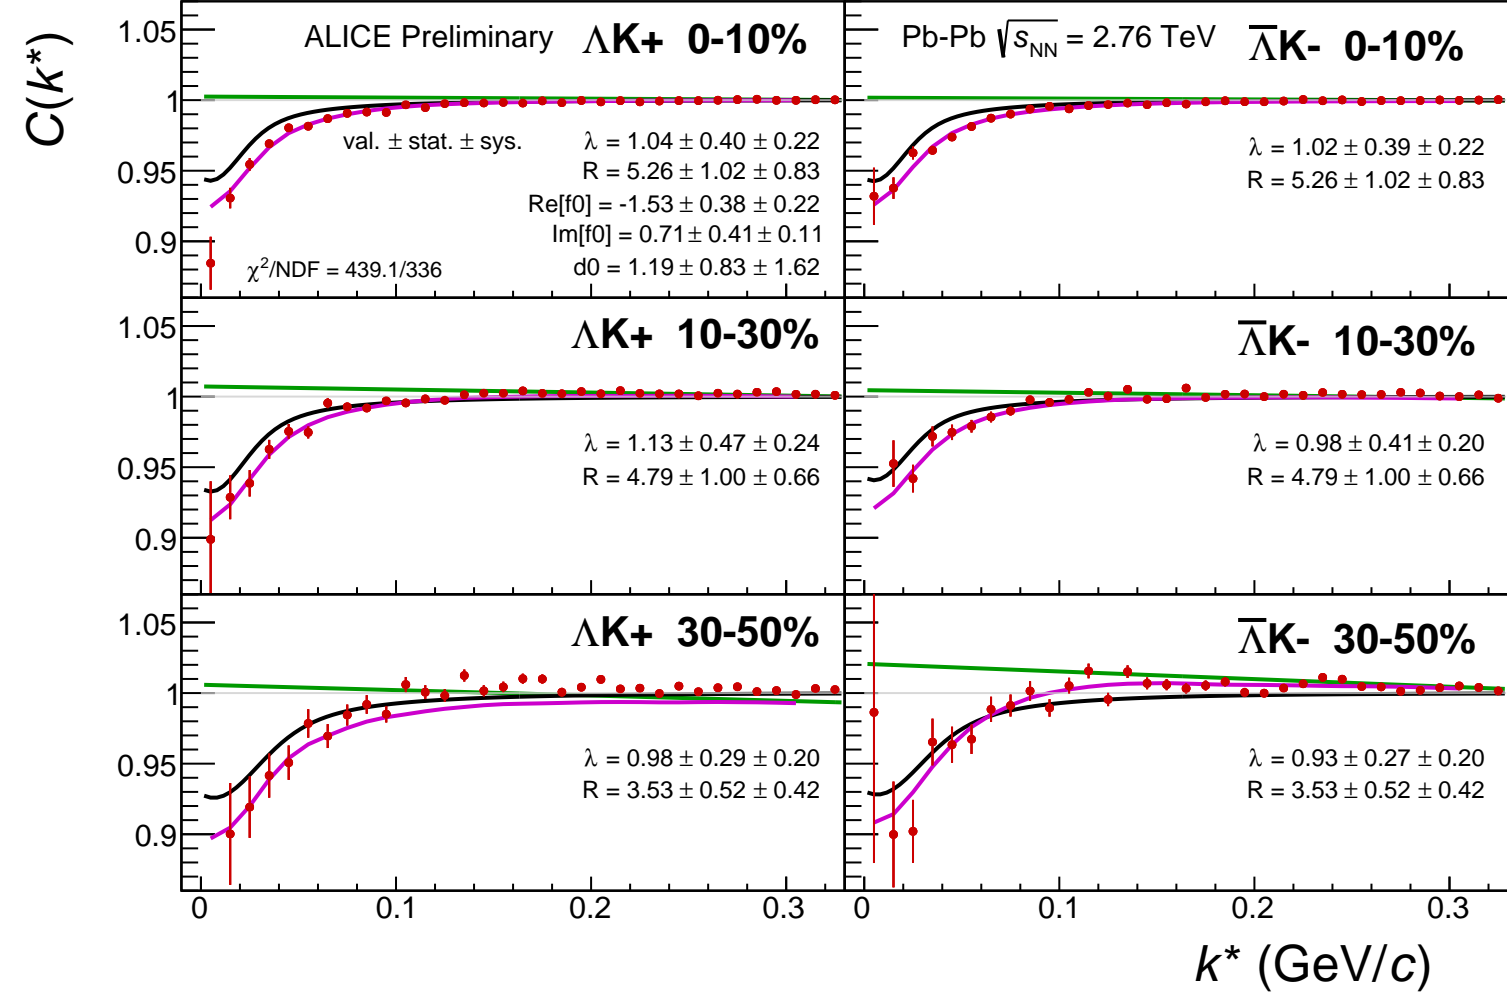 C(k*)
ALICE Preliminary ΛK+ 0-10%
val. ± stat. ± sys.
λ = 1.04 ± 0.40 ± 0.22
R = 5.26 ± 1.02 ± 0.83
Re[f0] = -1.53 ± 0.38 ± 0.22
Im[f0] = 0.71 ± 0.41 ± 0.11
d0 = 1.19 ± 0.83 ± 1.62
χ²/NDF = 439.1/336
1.05
1
0.95
0.9
Pb-Pb √sNN = 2.76 TeV Λ̅K- 0-10%
λ = 1.02 ± 0.39 ± 0.22
R = 5.26 ± 1.02 ± 0.83
ΛK+ 10-30%
λ = 1.13 ± 0.47 ± 0.24
R = 4.79 ± 1.00 ± 0.66
1.05
1
0.95
0.9
Λ̅K- 10-30%
λ = 0.98 ± 0.41 ± 0.20
R = 4.79 ± 1.00 ± 0.66
ΛK+ 30-50%
λ = 0.98 ± 0.29 ± 0.20
R = 3.53 ± 0.52 ± 0.42
1.05
1
0.95
0.9
Λ̅K- 30-50%
λ = 0.93 ± 0.27 ± 0.20
R = 3.53 ± 0.52 ± 0.42
0 0.1 0.2 0.3 0 0.1 0.2 0.3
k* (GeV/c)